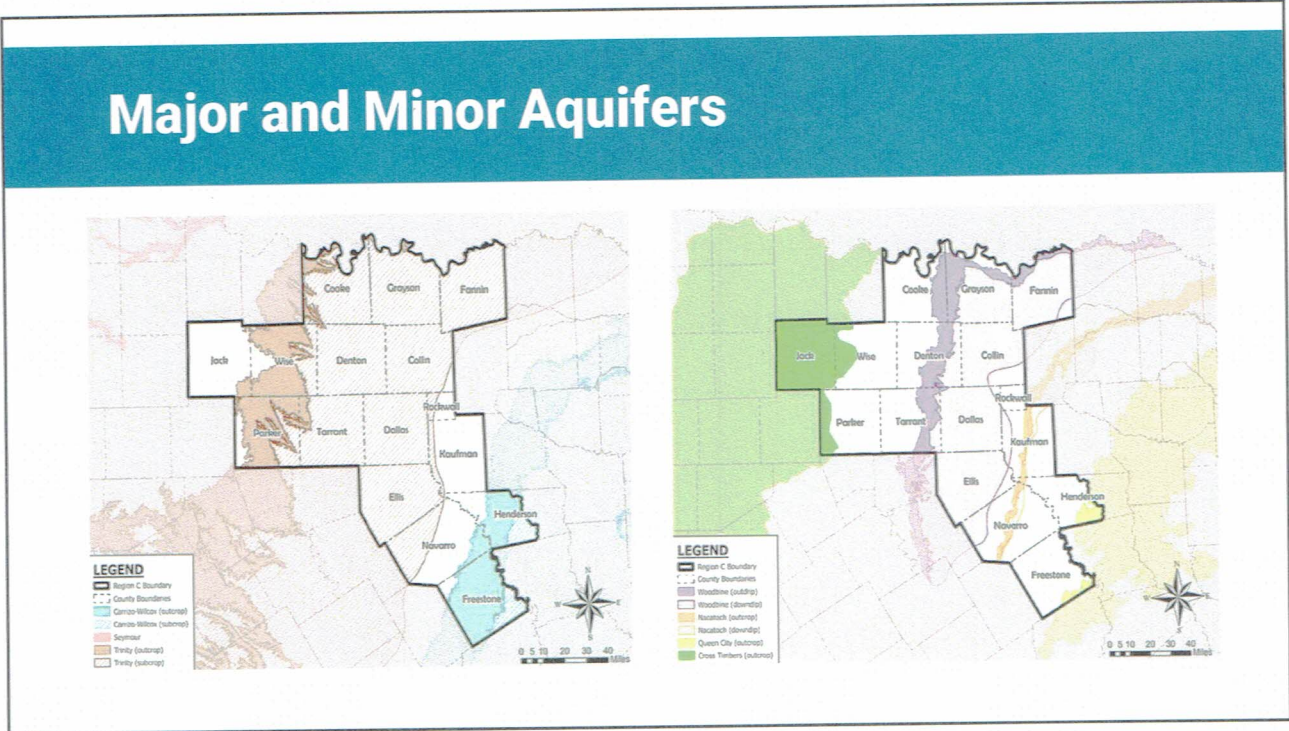 Major and Minor Aquifers
Cooke
Grayson
Fannin
Jack
Wise
Denton
Collin
Rockwall
Parker
Tarrant
Dallas
Kaufman
Ellis
Henderson
Navarro
Freestone
LEGEND
Region C Boundary
County Boundaries
Carrizo-Wilcox (outcrop)
Carrizo-Wilcox (subcrop)
Seymour
Trinity (outcrop)
Trinity (subcrop)
N
W
E
S
0 5 10 20 30 40
Miles
Cooke
Grayson
Fannin
Jack
Wise
Denton
Collin
Rockwall
Parker
Tarrant
Dallas
Kaufman
Ellis
Henderson
Navarro
Freestone
LEGEND
Region C Boundary
County Boundaries
Woodbine (outcrop)
Woodbine (downdip)
Nacatoch (outcrop)
Nacatoch (downdip)
Queen City (outcrop)
Cross Timbers (outcrop)
N
W
E
S
0 5 10 20 30 40
Miles